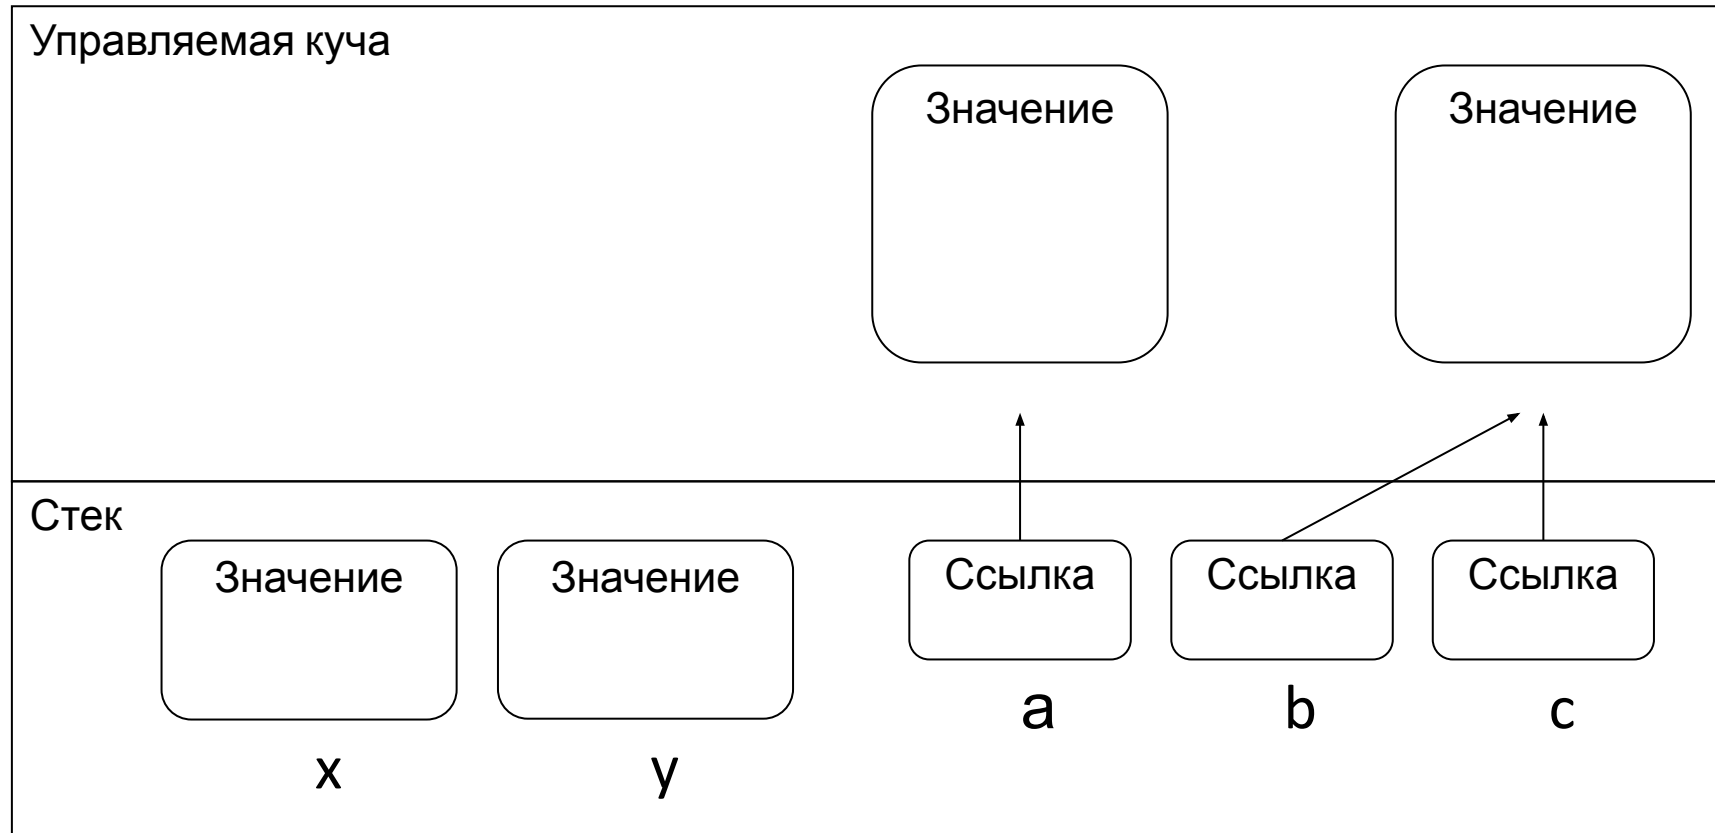 Управляемая куча
Значение
Значение
Стек
Значение
Значение
Ссылка
Ссылка
Ссылка
a
b
c
x
y